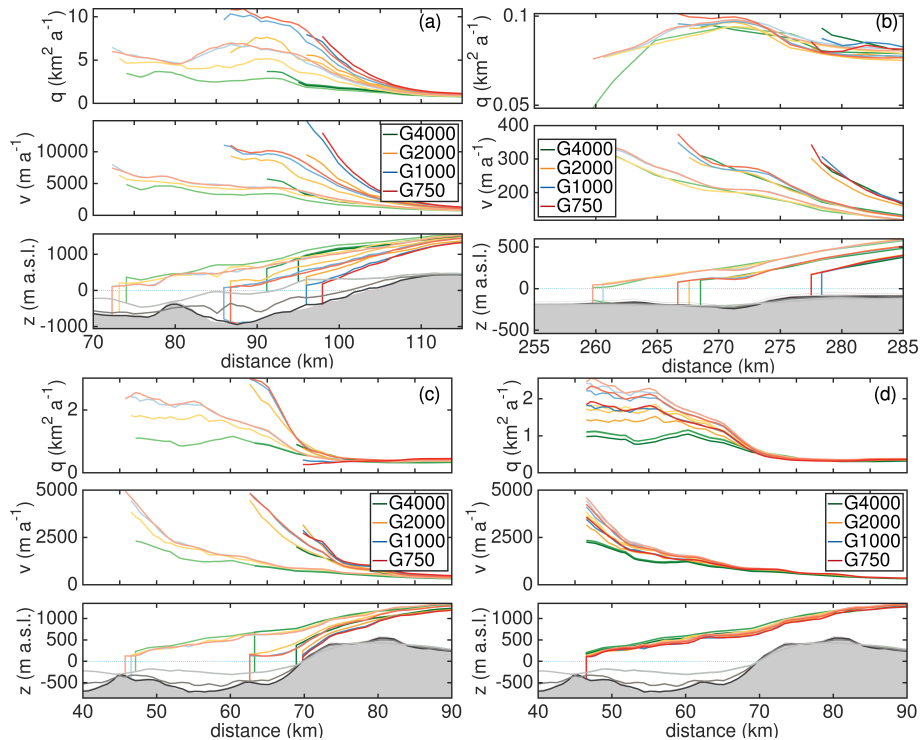 (a)
q (km² a⁻¹)
10
5
0
v (m a⁻¹)
10000
5000
0
G4000
G2000
G1000
G750
z (m a.s.l.)
1000
0
-1000
70 80 90 100 110
distance (km)
(b)
q (km² a⁻¹)
0.1
0.05
v (m a⁻¹)
400
300
200
G4000
G2000
G1000
G750
z (m a.s.l.)
500
0
-500
255 260 265 270 275 280 285
distance (km)
(c)
q (km² a⁻¹)
2
0
v (m a⁻¹)
5000
2500
0
G4000
G2000
G1000
G750
z (m a.s.l.)
1000
500
0
-500
40 50 60 70 80 90
distance (km)
(d)
q (km² a⁻¹)
2
1
0
v (m a⁻¹)
5000
2500
0
G4000
G2000
G1000
G750
z (m a.s.l.)
1000
500
0
-500
40 50 60 70 80 90
distance (km)